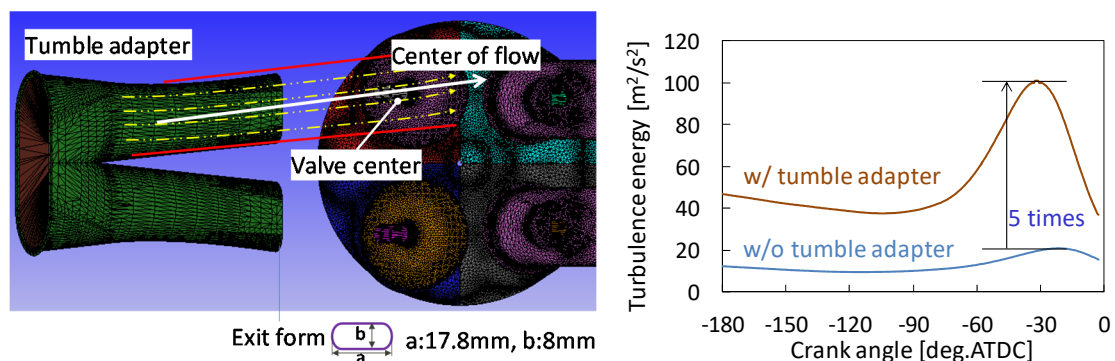 Tumble adapter
Center of flow
Valve center
Exit form
b
a
a:17.8mm, b:8mm
Turbulence energy [m²/s²]
120
100
80
60
40
20
0
w/ tumble adapter
5 times
w/o tumble adapter
-180 -150 -120 -90 -60 -30 0
Crank angle [deg.ATDC]